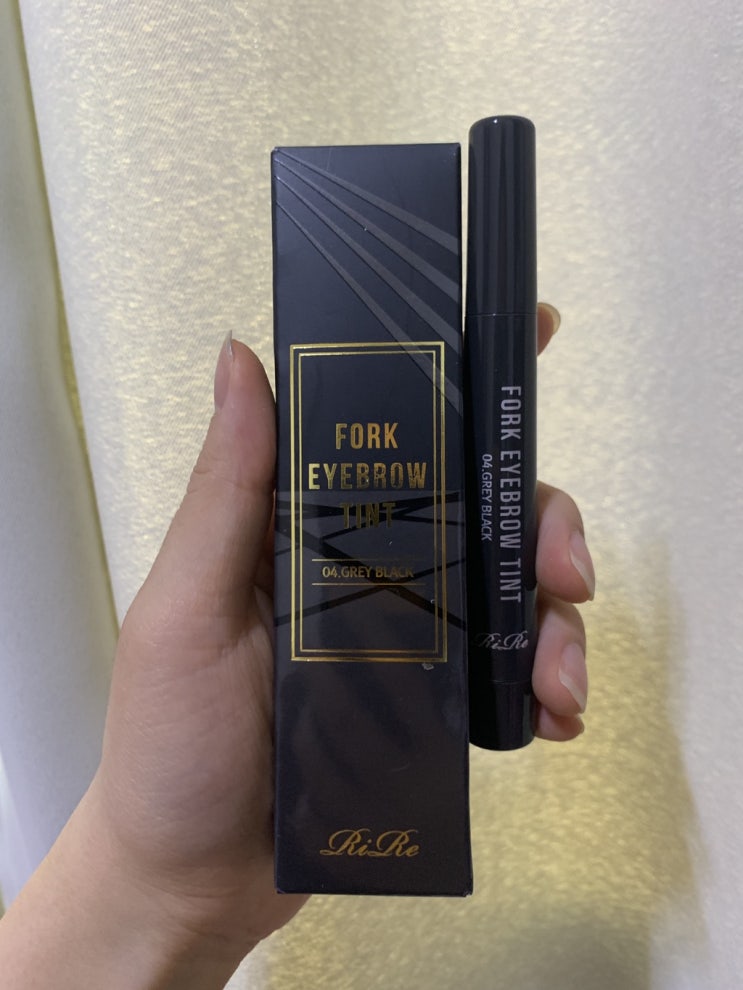 FORK
EYEBROW
TINT
04.GREY BLACK
RiRe
FORK EYEBROW TINT
04.GREY BLACK
RiRe